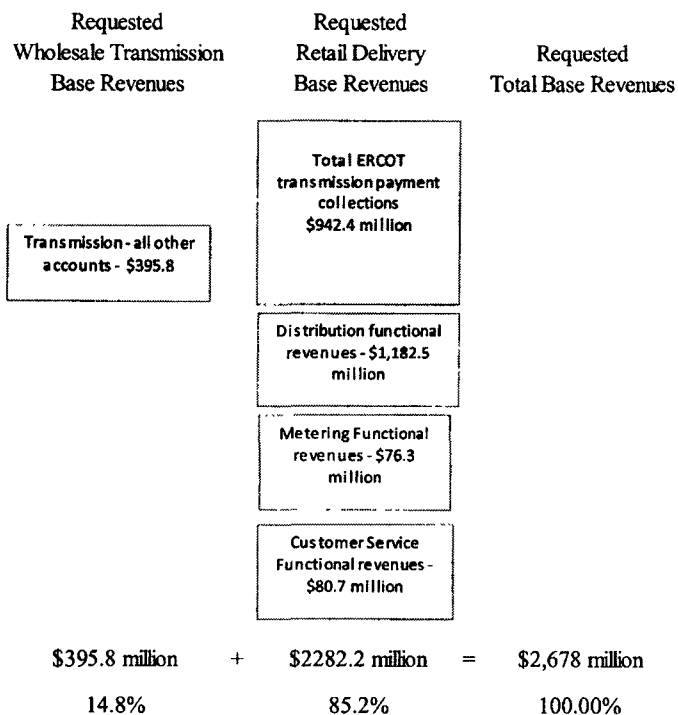 Requested
Wholesale Transmission
Base Revenues
Requested
Retail Delivery
Base Revenues
Requested
Total Base Revenues
Total ERCOT
transmission payment
collections
$942.4 million
Transmission - all other
accounts - $395.8
Distribution functional
revenues - $1,182.5
million
Metering Functional
revenues - $76.3
million
Customer Service
Functional revenues -
$80.7 million
$395.8 million + $2282.2 million = $2,678 million
14.8% 85.2% 100.00%